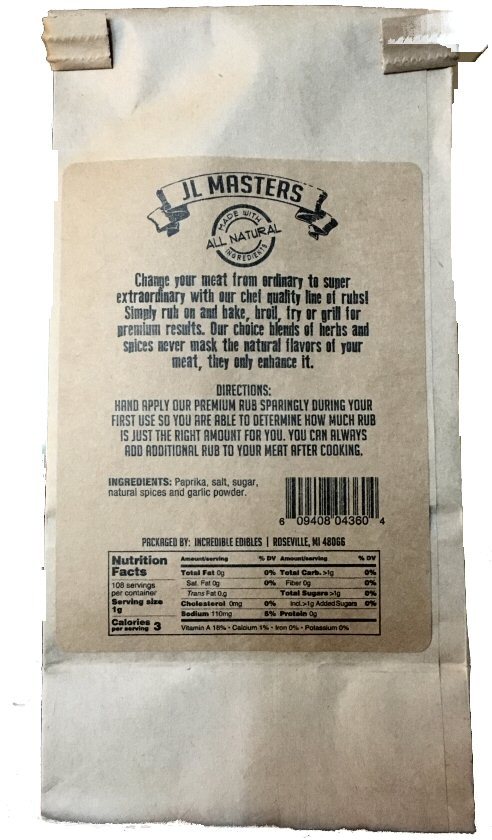 JL MASTERS
MADE WITH
ALL NATURAL
INGREDIENTS
Change your meat from ordinary to super
extraordinary with our chef quality line of rubs!
Simply rub on and bake, broil, fry or grill for
premium results. Our choice blends of herbs and
spices never mask the natural flavors of your
meat, they only enhance it.
DIRECTIONS:
HAND APPLY OUR PREMIUM RUB SPARINGLY DURING YOUR
FIRST USE SO YOU ARE ABLE TO DETERMINE HOW MUCH RUB
IS JUST THE RIGHT AMOUNT FOR YOU. YOU CAN ALWAYS
ADD ADDITIONAL RUB TO YOUR MEAT AFTER COOKING.
INGREDIENTS: Paprika, salt, sugar,
natural spices and garlic powder.
6 09408 04360 4
PACKAGED BY: INCREDIBLE EDIBLES | ROSEVILLE, MI 48066
Nutrition
Facts
108 servings
per container
Serving size
1g
Calories
per serving 3
Amount/serving % DV Amount/serving % DV
Total Fat 0g 0% Total Carb. >1g 0%
Sat. Fat 0g 0% Fiber 0g 0%
Trans Fat 0g Total Sugars >1g 0%
Cholesterol 0mg 0% Incl. >1g Added Sugars 0%
Sodium 110mg 5% Protein 0g
Vitamin A 18% • Calcium 1% • Iron 0% • Potassium 0%